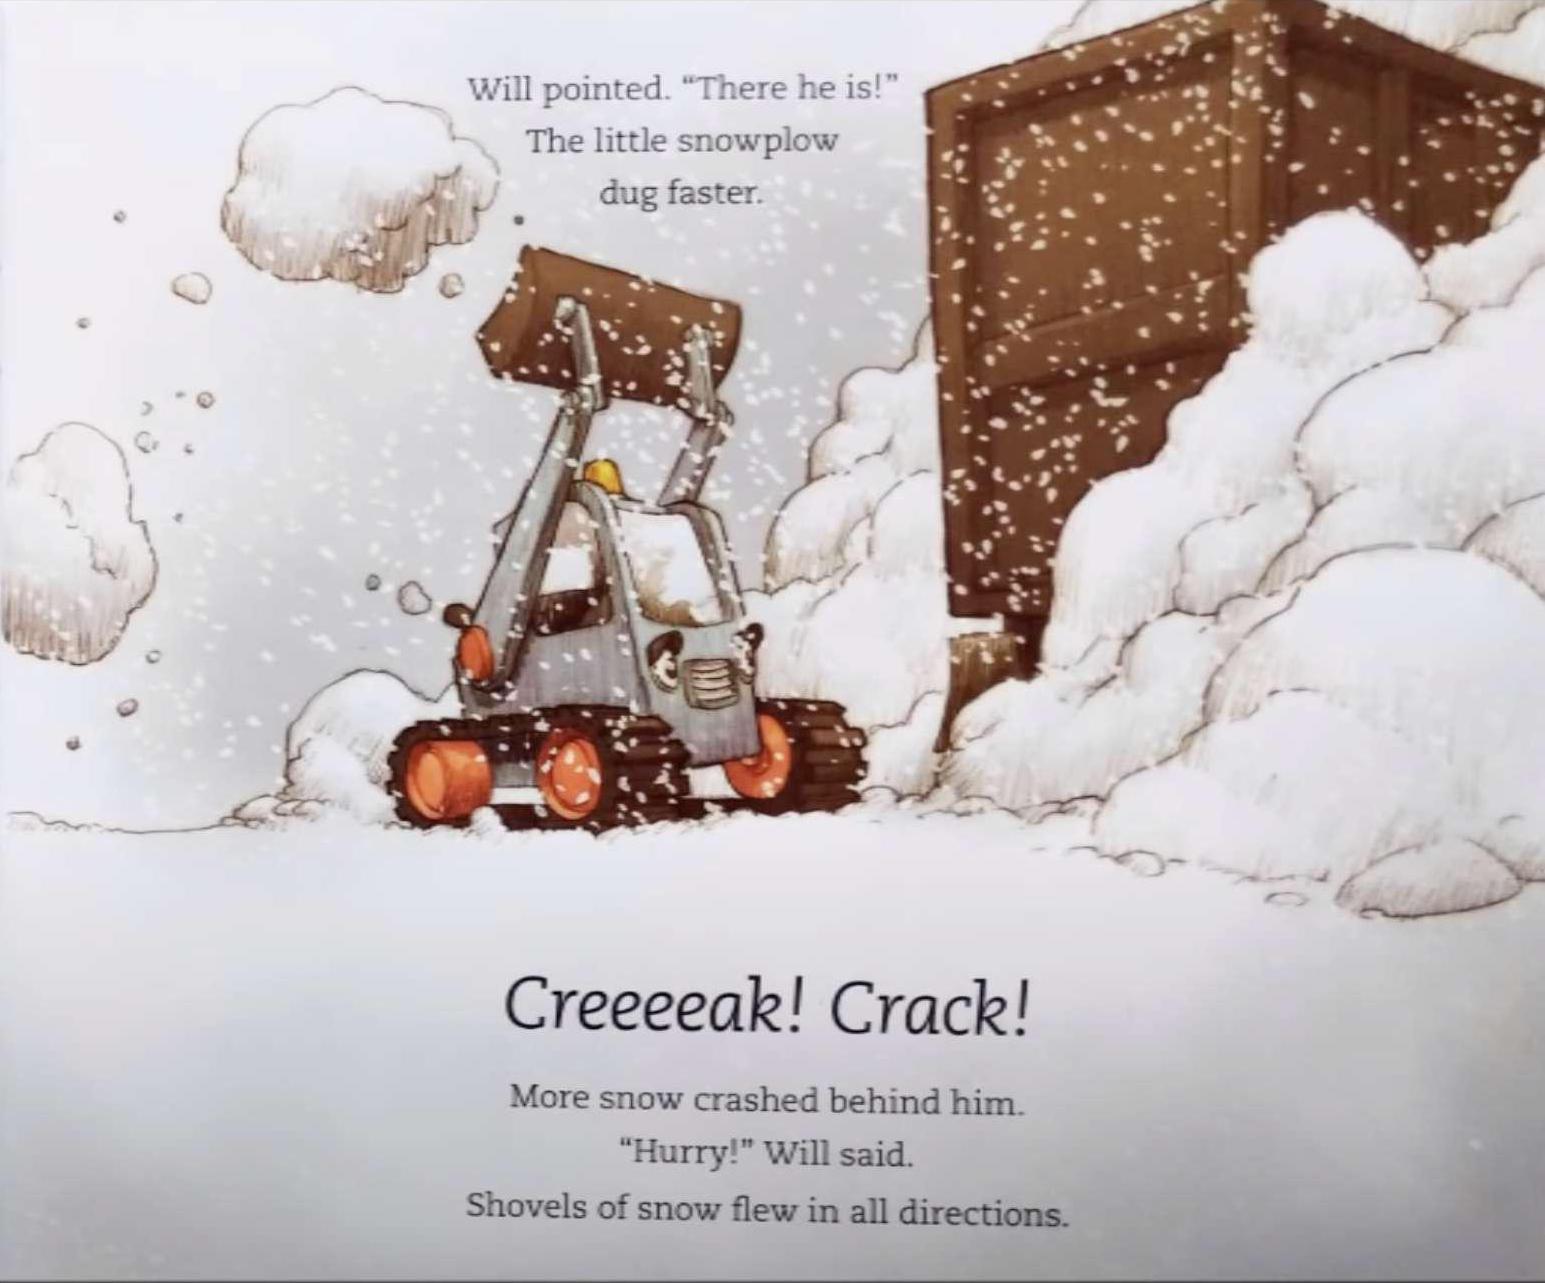 Will pointed. “There he is!”
The little snowplow
dug faster.
Creeeeak! Crack!
More snow crashed behind him.
“Hurry!” Will said.
Shovels of snow flew in all directions.